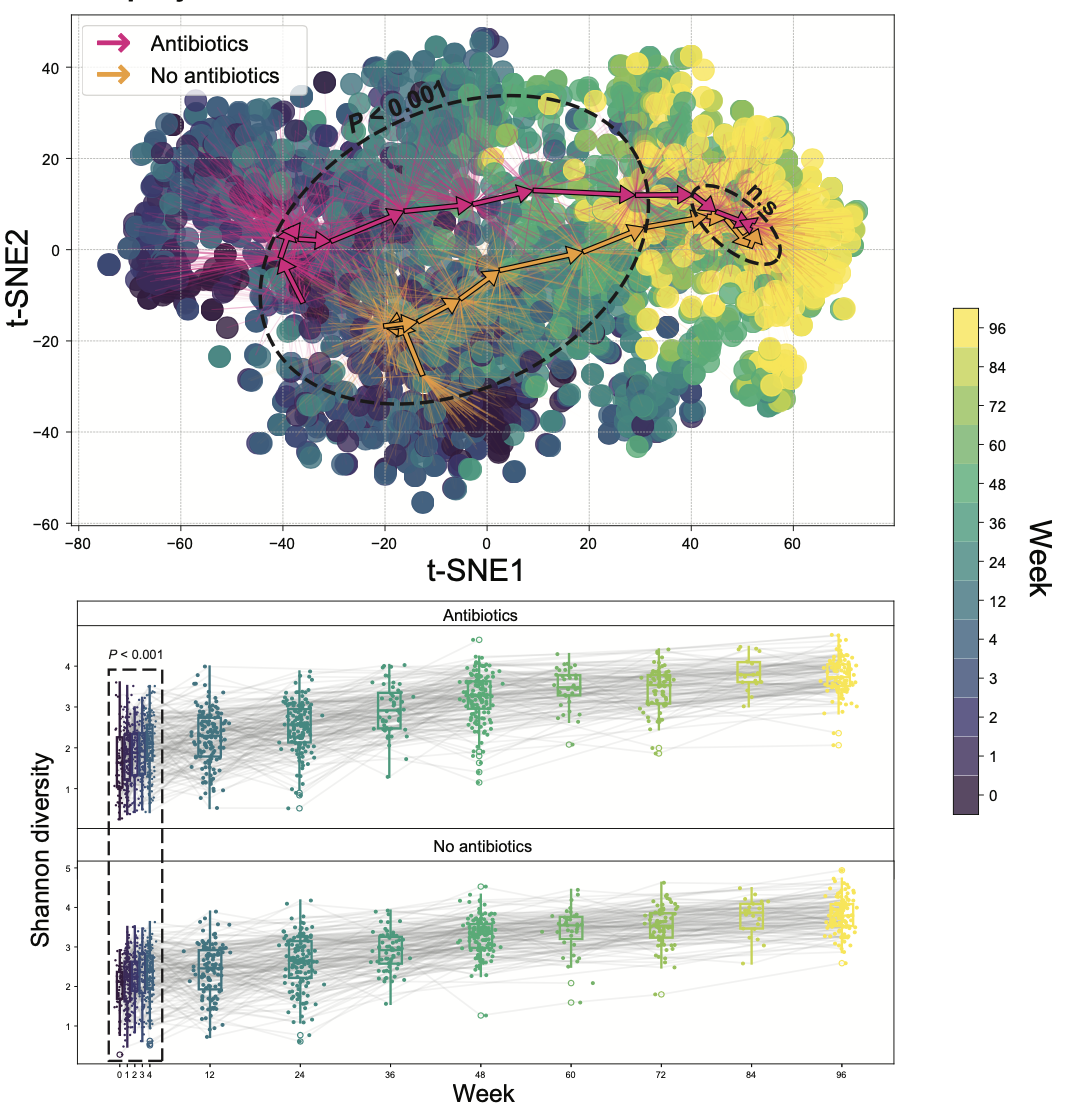 Antibiotics
No antibiotics
P < 0.001
n.s
40
20
0
−20
−40
−60
−80
−60
−40
−20
0
20
40
60
t-SNE2
t-SNE1
96
84
72
60
48
36
24
12
4
3
2
1
0
Week
Antibiotics
P < 0.001
4
3
2
1
No antibiotics
5
4
3
2
1
Shannon diversity
0 1 2 3 4 12 24 36 48 60 72 84 96
Week